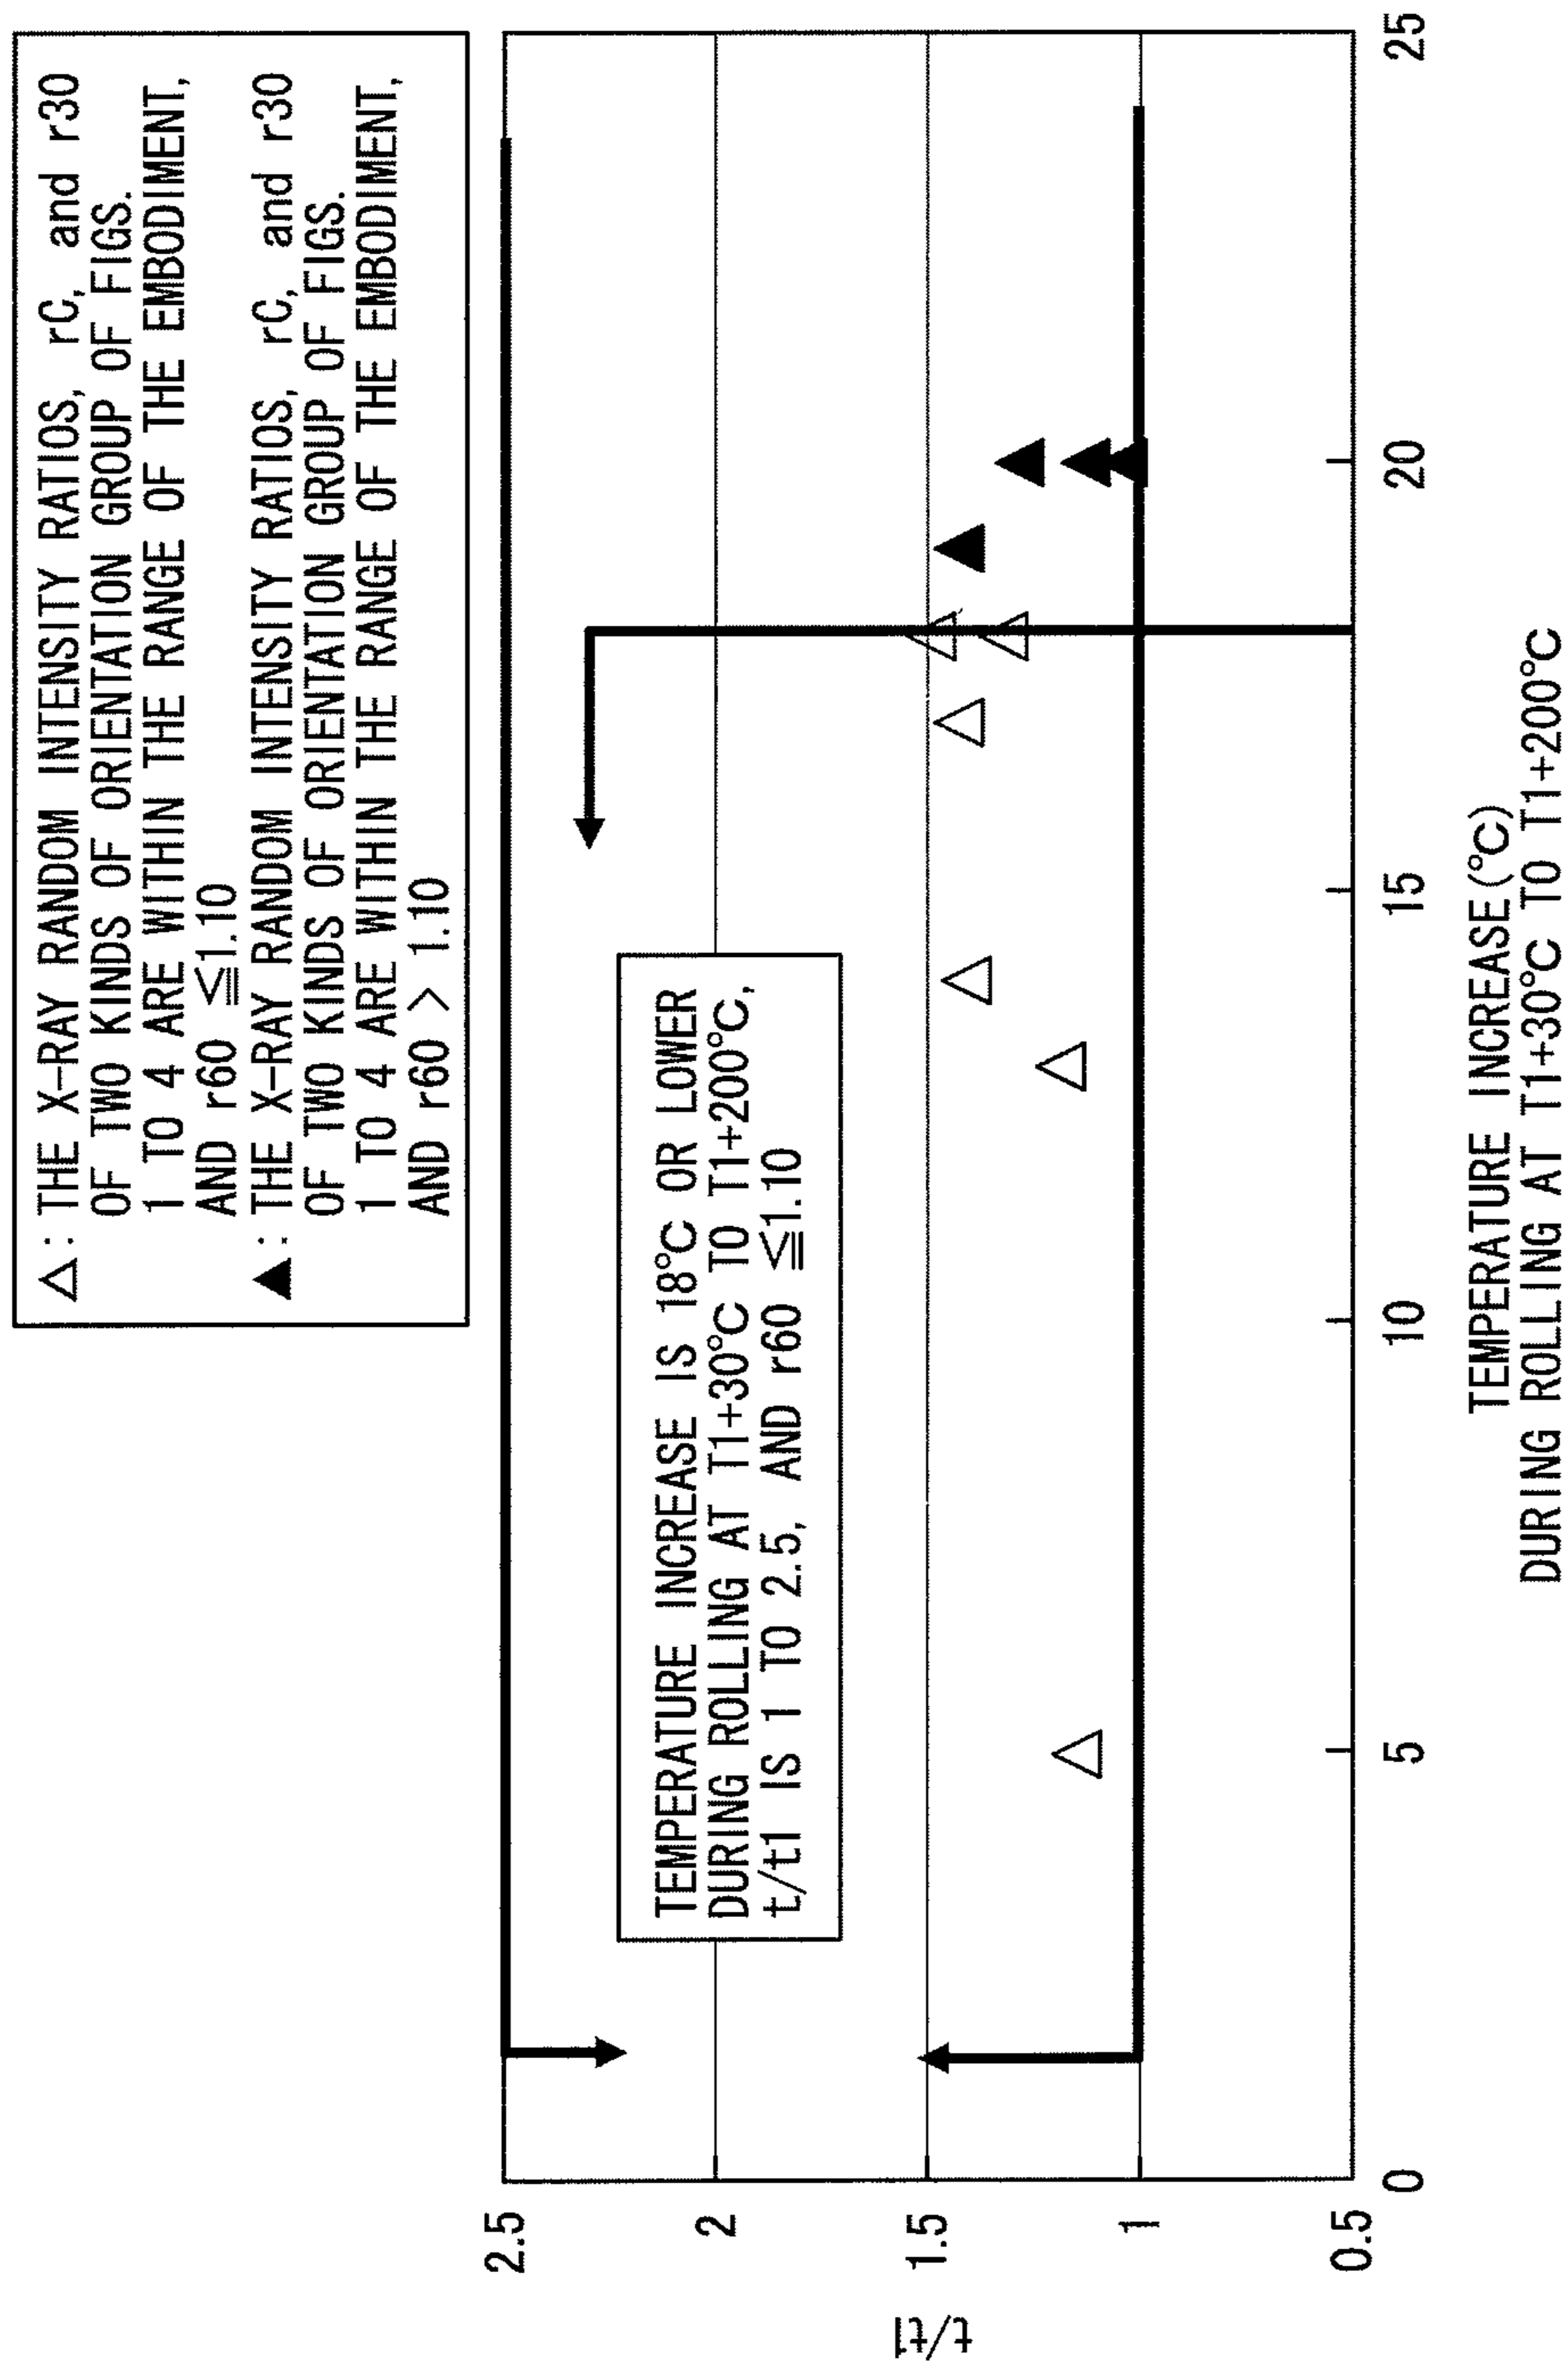 △: THE X-RAY RANDOM INTENSITY RATIOS, rC, and r30
OF TWO KINDS OF ORIENTATION GROUP OF FIGS.
1 TO 4 ARE WITHIN THE RANGE OF THE EMBODIMENT,
AND r60 ≦1.10
▲: THE X-RAY RANDOM INTENSITY RATIOS, rC, and r30
OF TWO KINDS OF ORIENTATION GROUP OF FIGS.
1 TO 4 ARE WITHIN THE RANGE OF THE EMBODIMENT,
AND r60 > 1.10
2.5
2
1.5
1
0.5
t/t1
TEMPERATURE INCREASE IS 18°C OR LOWER
DURING ROLLING AT T1+30°C TO T1+200°C,
t/t1 IS 1 TO 2.5, AND r60 ≦1.10
0
5
10
15
20
25
TEMPERATURE INCREASE(°C)
DURING ROLLING AT T1+30°C TO T1+200°C